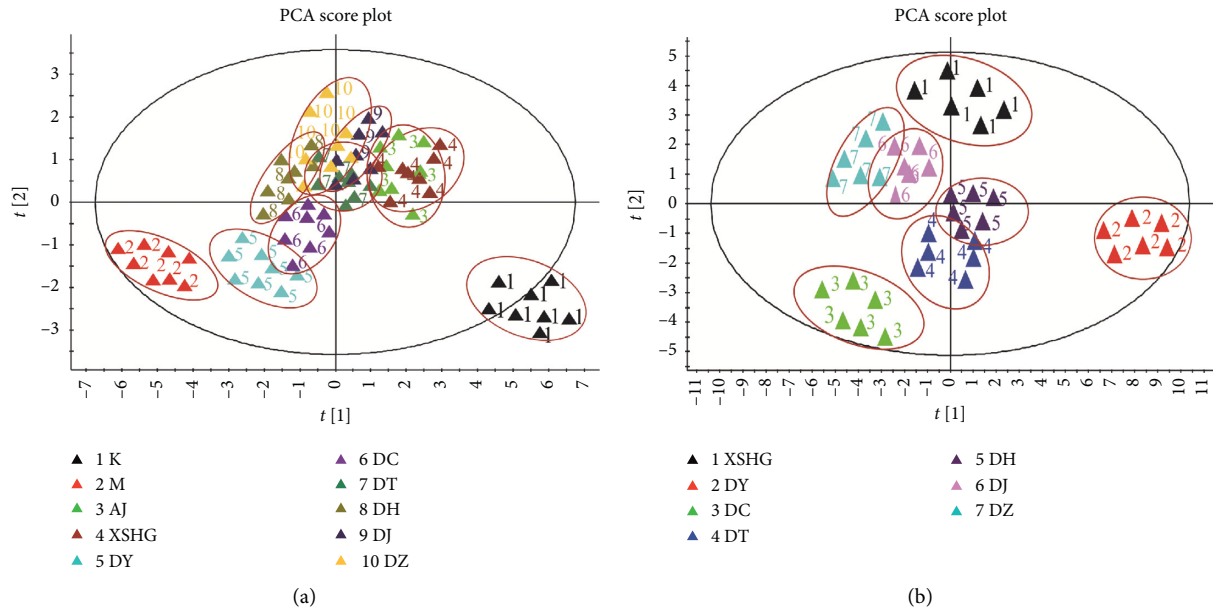 PCA score plot
3
2
1
0
−1
−2
−3
t [2]
−7 −6 −5 −4 −3 −2 −1 0 1 2 3 4 5 6 7
t [1]
1 K
2 M
3 AJ
4 XSHG
5 DY
6 DC
7 DT
8 DH
9 DJ
10 DZ
(a)
PCA score plot
5
4
3
2
1
0
−1
−2
−3
−4
−5
t [2]
−11 −10 −9 −8 −7 −6 −5 −4 −3 −2 −1 0 1 2 3 4 5 6 7 8 9 10 11
t [1]
1 XSHG
2 DY
3 DC
4 DT
5 DH
6 DJ
7 DZ
(b)